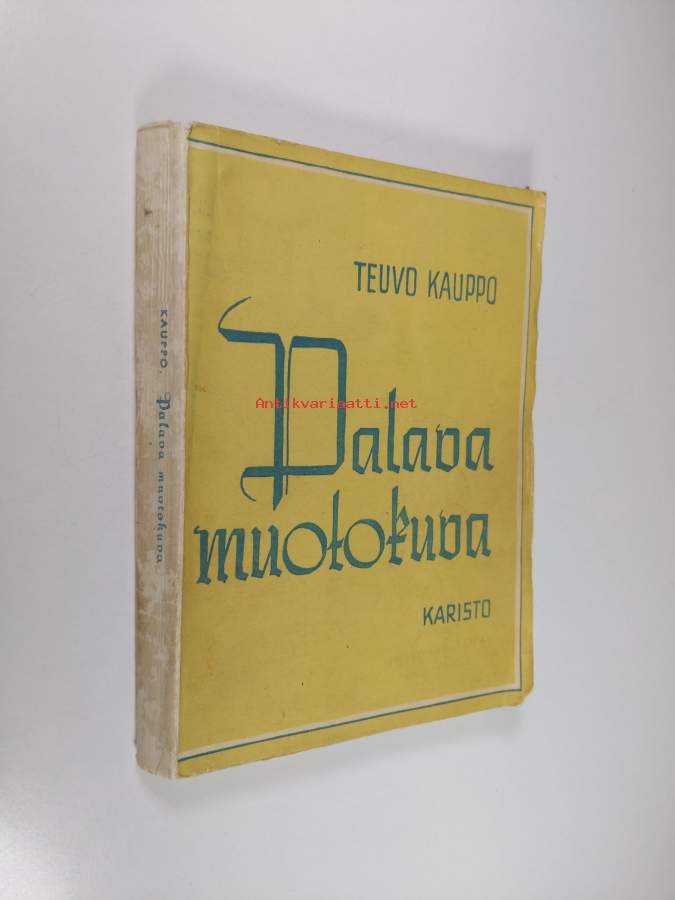 TEUVO KAUPPO
Palava
muotokuva
KARISTO
KAUPPO. Palava muotokuva.
Antikvariaatti.net